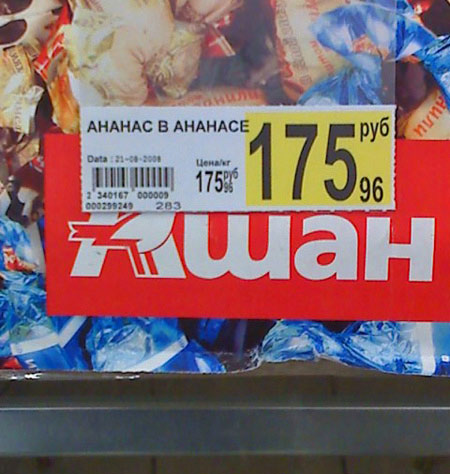 АНАНАС В АНАНАСЕ
175 руб 96
Data : 21-08-2008
Цена/кг
175 руб 96
2 340167 000009
000299249 283
Ашан